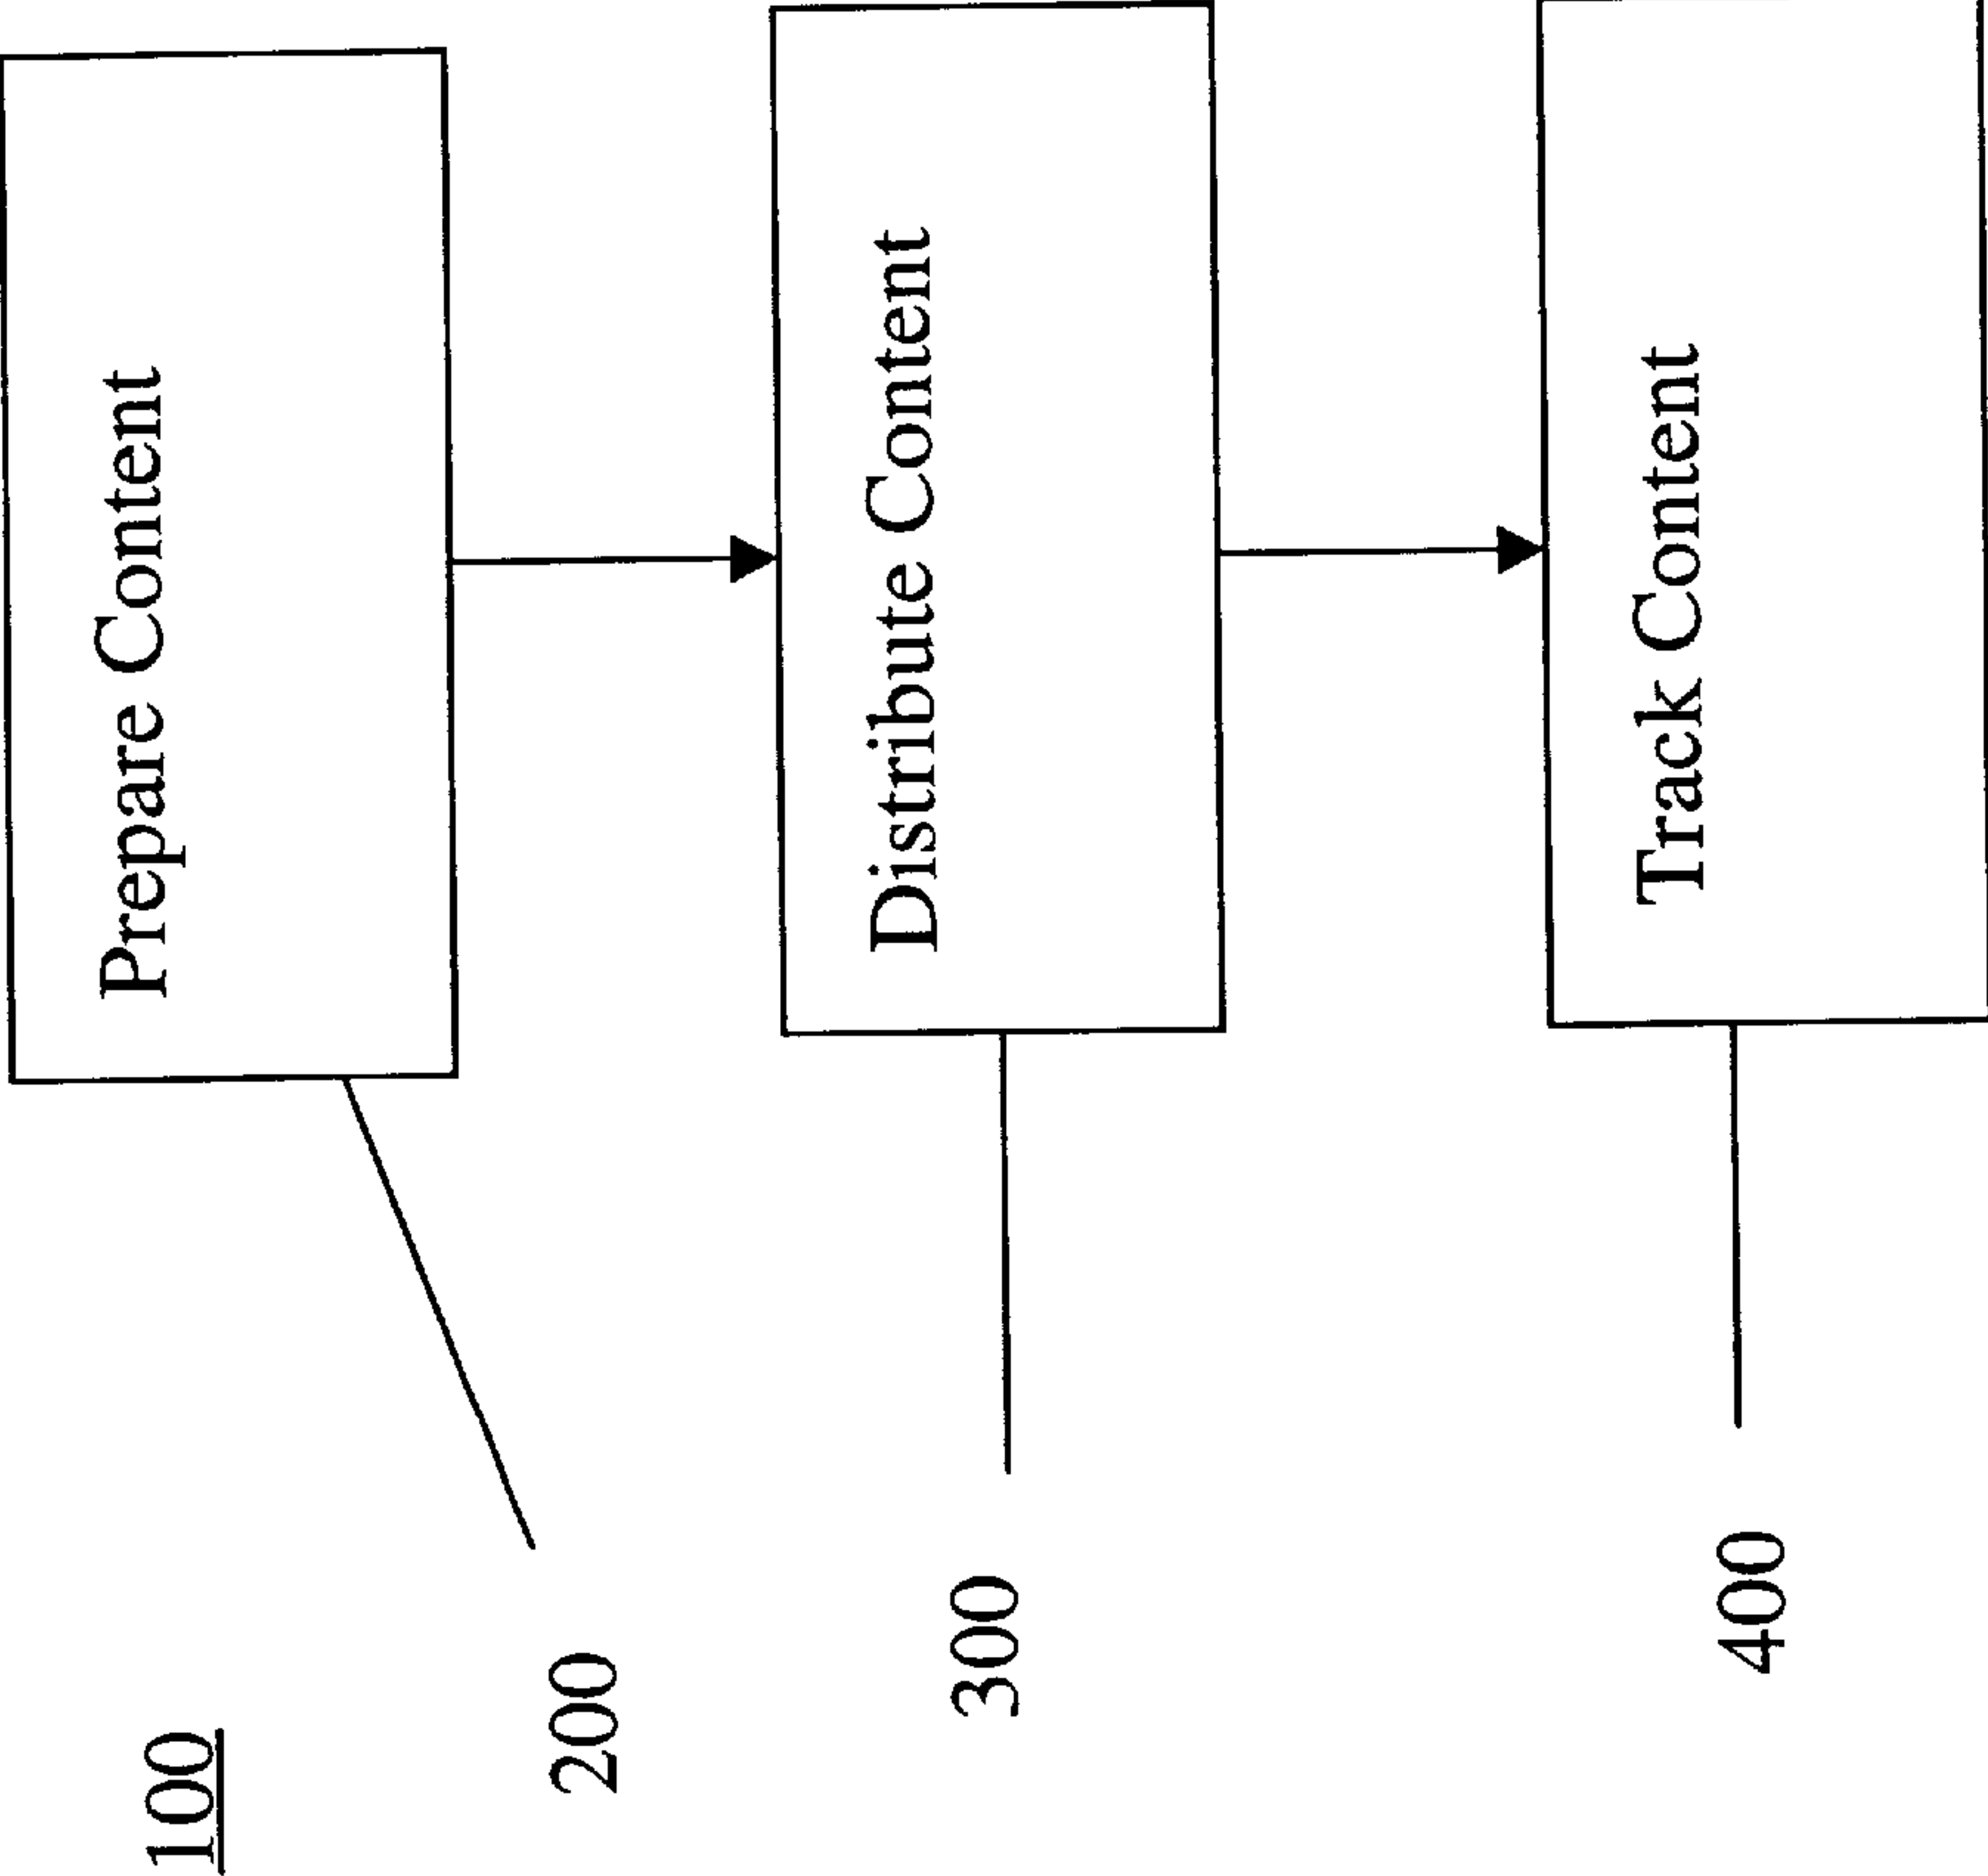 100
Prepare Content
200
Distribute Content
300
Track Content
400